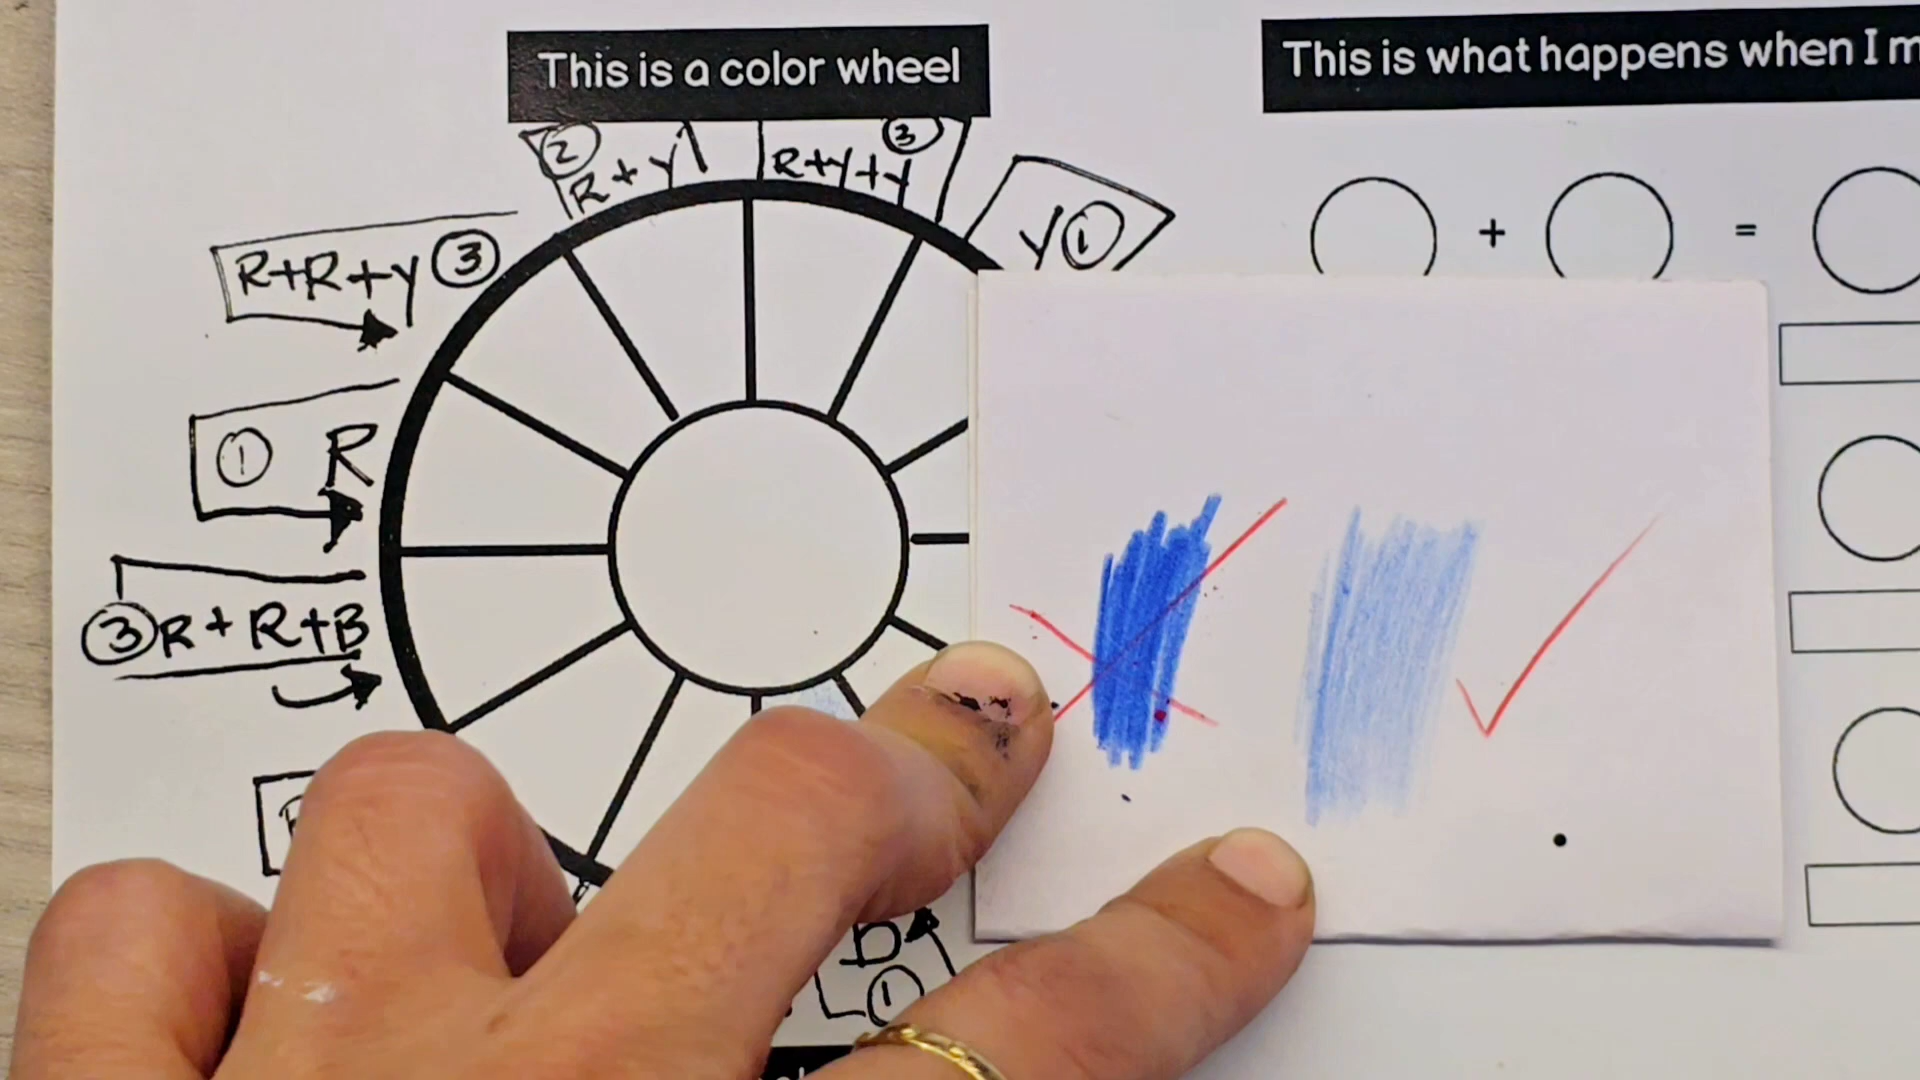 This is a color wheel
This is what happens when I m
② R + Y
R+Y+Y ③
Y ①
R+R+Y ③
① R
③ R + R + B
+
=
①